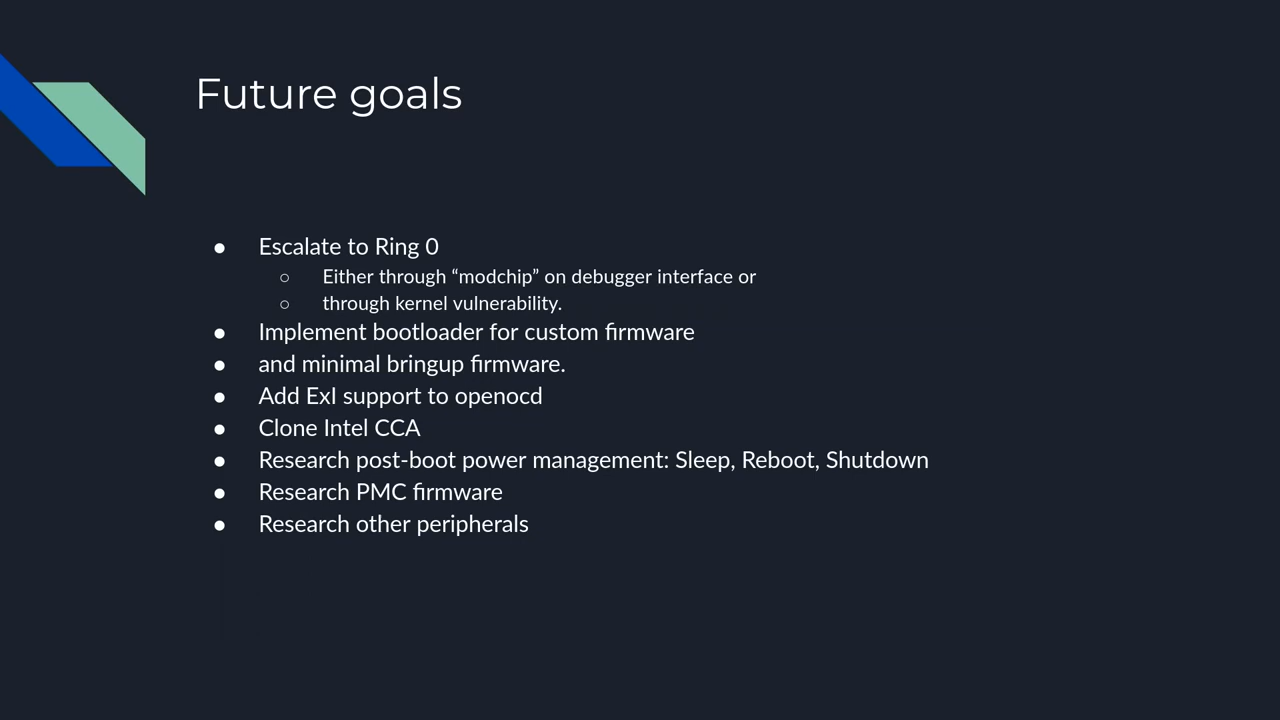 Future goals
● Escalate to Ring 0
○ Either through “modchip” on debugger interface or
○ through kernel vulnerability.
● Implement bootloader for custom firmware
● and minimal bringup firmware.
● Add ExI support to openocd
● Clone Intel CCA
● Research post-boot power management: Sleep, Reboot, Shutdown
● Research PMC firmware
● Research other peripherals